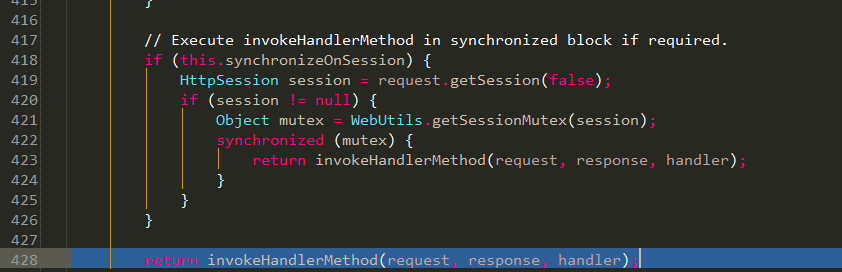 415 }
416
417 // Execute invokeHandlerMethod in synchronized block if required.
418 if (this.synchronizeOnSession) {
419 HttpSession session = request.getSession(false);
420 if (session != null) {
421 Object mutex = WebUtils.getSessionMutex(session);
422 synchronized (mutex) {
423 return invokeHandlerMethod(request, response, handler);
424 }
425 }
426 }
427
428 return invokeHandlerMethod(request, response, handler);